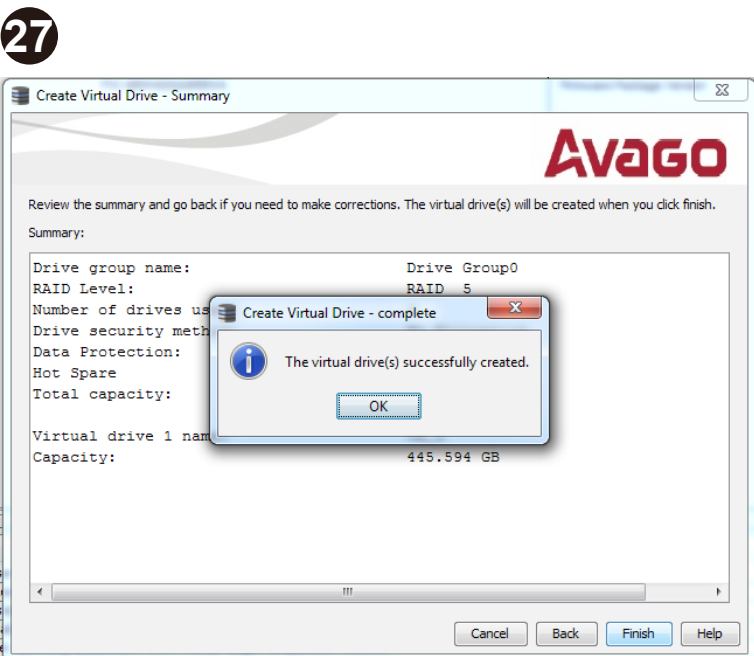 27
Create Virtual Drive - Summary
AVAGO
Review the summary and go back if you need to make corrections. The virtual drive(s) will be created when you click finish.
Summary:
Drive group name: Drive Group0
RAID Level: RAID 5
Number of drives us
Create Virtual Drive - complete
Drive security meth
Data Protection:
The virtual drive(s) successfully created.
Hot Spare
Total capacity:
OK
Virtual drive 1 nam
Capacity: 445.594 GB
Cancel Back Finish Help